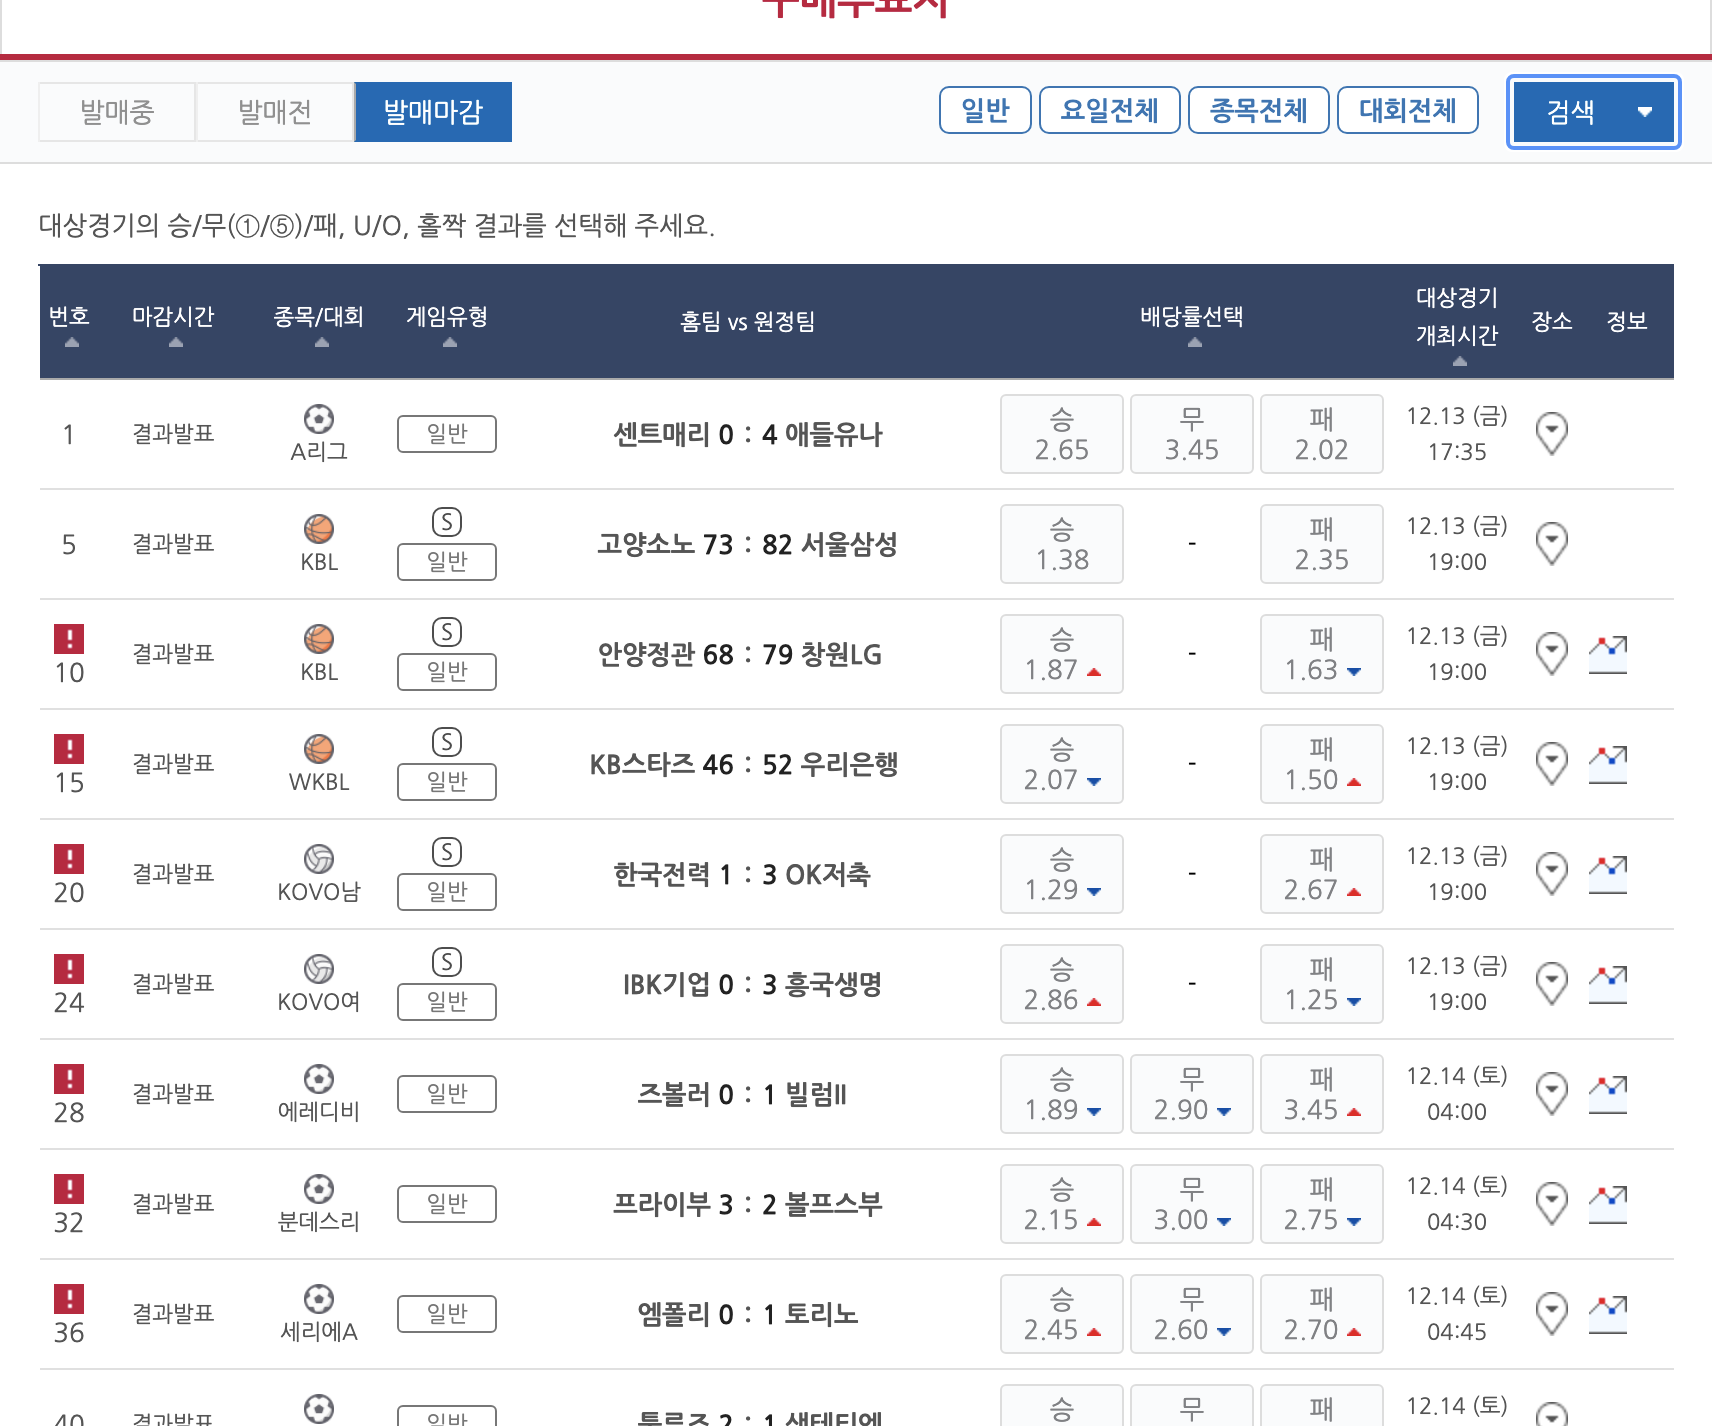 구매투표지
발매중 발매전 발매마감 일반 요일전체 종목전체 대회전체 검색
대상경기의 승/무(①/⑤)/패, U/O, 홀짝 결과를 선택해 주세요.
번호 마감시간 종목/대회 게임유형 홈팀 vs 원정팀 배당률선택 대상경기 개최시간 장소 정보
1 결과발표 A리그 일반 센트매리 0 : 4 애들유나 승 2.65 무 3.45 패 2.02 12.13 (금) 17:35
5 결과발표 KBL S 일반 고양소노 73 : 82 서울삼성 승 1.38 - 패 2.35 12.13 (금) 19:00
! 10 결과발표 KBL S 일반 안양정관 68 : 79 창원LG 승 1.87 - 패 1.63 12.13 (금) 19:00
! 15 결과발표 WKBL S 일반 KB스타즈 46 : 52 우리은행 승 2.07 - 패 1.50 12.13 (금) 19:00
! 20 결과발표 KOVO남 S 일반 한국전력 1 : 3 OK저축 승 1.29 - 패 2.67 12.13 (금) 19:00
! 24 결과발표 KOVO여 S 일반 IBK기업 0 : 3 흥국생명 승 2.86 - 패 1.25 12.13 (금) 19:00
! 28 결과발표 에레디비 일반 즈볼러 0 : 1 빌럼II 승 1.89 무 2.90 패 3.45 12.14 (토) 04:00
! 32 결과발표 분데스리 일반 프라이부 3 : 2 볼프스부 승 2.15 무 3.00 패 2.75 12.14 (토) 04:30
! 36 결과발표 세리에A 일반 엠폴리 0 : 1 토리노 승 2.45 무 2.60 패 2.70 12.14 (토) 04:45
40 결과발표 일반 툴루즈 2 : 1 생테티엔 승 무 패 12.14 (토)